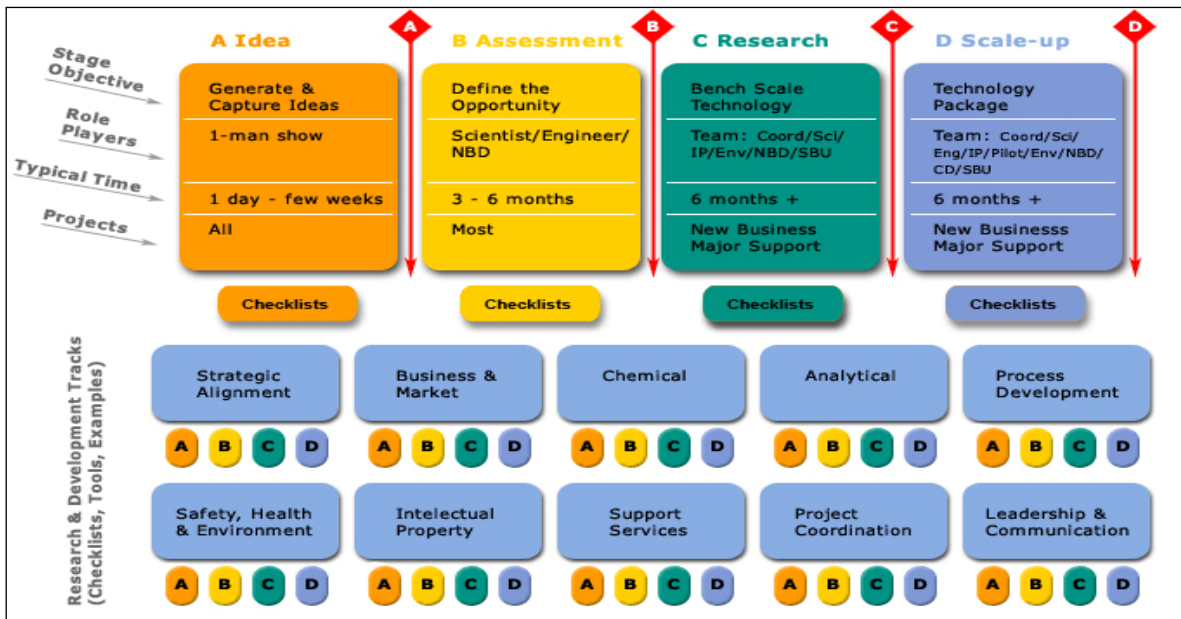 A
B
C
D
A Idea
B Assessment
C Research
D Scale-up
Stage
Objective
Role
Players
Typical Time
Projects
Generate &
Capture Ideas
1-man show
1 day - few weeks
All
Define the
Opportunity
Scientist/Engineer/
NBD
3 - 6 months
Most
Bench Scale
Technology
Team: Coord/Sci/
IP/Env/NBD/SBU
6 months +
New Business
Major Support
Technology
Package
Team: Coord/Sci/
Eng/IP/Pilot/Env/NBD/
CD/SBU
6 months +
New Businesss
Major Support
Checklists
Checklists
Checklists
Checklists
Research & Development Tracks
(Checklists, Tools, Examples)
Strategic
Alignment
Business &
Market
Chemical
Analytical
Process
Development
A B C D
A B C D
A B C D
A B C D
A B C D
Safety, Health
& Environment
Intelectual
Property
Support
Services
Project
Coordination
Leadership &
Communication
A B C D
A B C D
A B C D
A B C D
A B C D